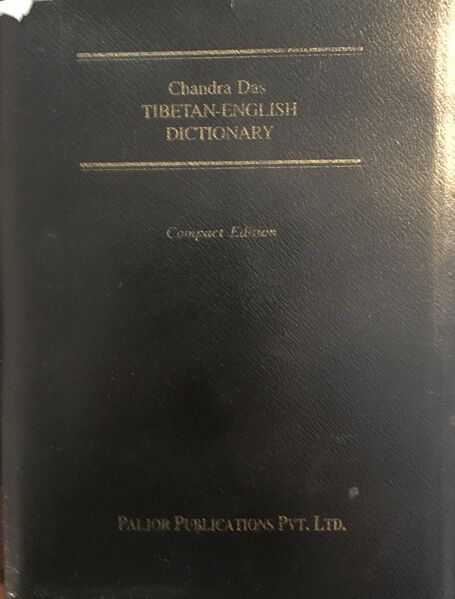 Chandra Das
TIBETAN-ENGLISH
DICTIONARY
Compact Edition
PALJOR PUBLICATIONS PVT. LTD.